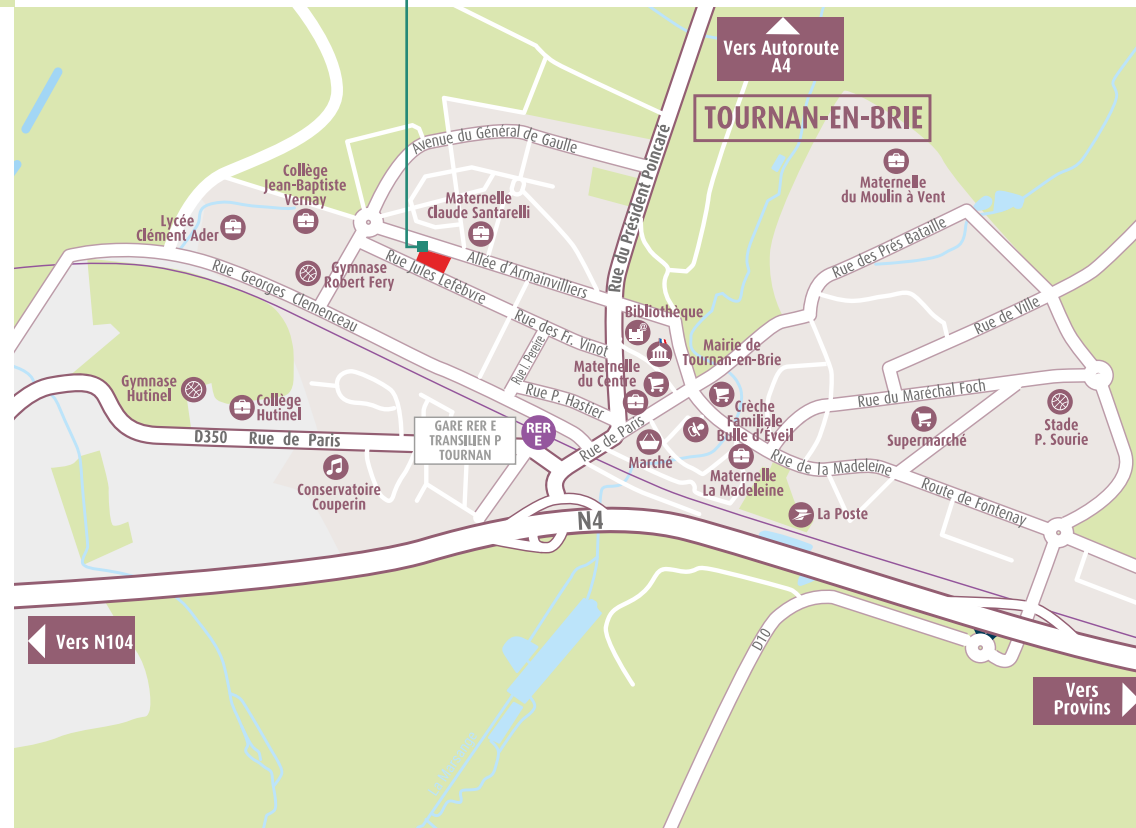 Vers Autoroute
A4
TOURNAN-EN-BRIE
Avenue du Général de Gaulle
Rue du Président Poincaré
Collège
Jean-Baptiste
Vernay
Maternelle
du Moulin à Vent
Maternelle
Claude Santarelli
Lycée
Clément Ader
Allée d'Armainvilliers
Rue des Prés Bataille
Rue Jules Lefèbvre
Gymnase
Robert Fery
Rue Georges Clemenceau
Rue de Ville
Bibliothèque
Rue des Fr. Vinot
Mairie de
Tournan-en-Brie
Rue I. Pereire
Maternelle
du Centre
Gymnase
Hutinel
Rue P. Hastier
Rue du Maréchal Foch
Collège
Hutinel
Crèche
Familiale
Bulle d'Éveil
Stade
P. Sourie
GARE RER E
TRANSILIEN P
TOURNAN
RER
E
Rue de Paris
D350 Rue de Paris
Supermarché
Marché
Rue de la Madeleine
Maternelle
La Madeleine
Conservatoire
Couperin
Route de Fontenay
La Poste
N4
D10
Vers N104
Vers
Provins